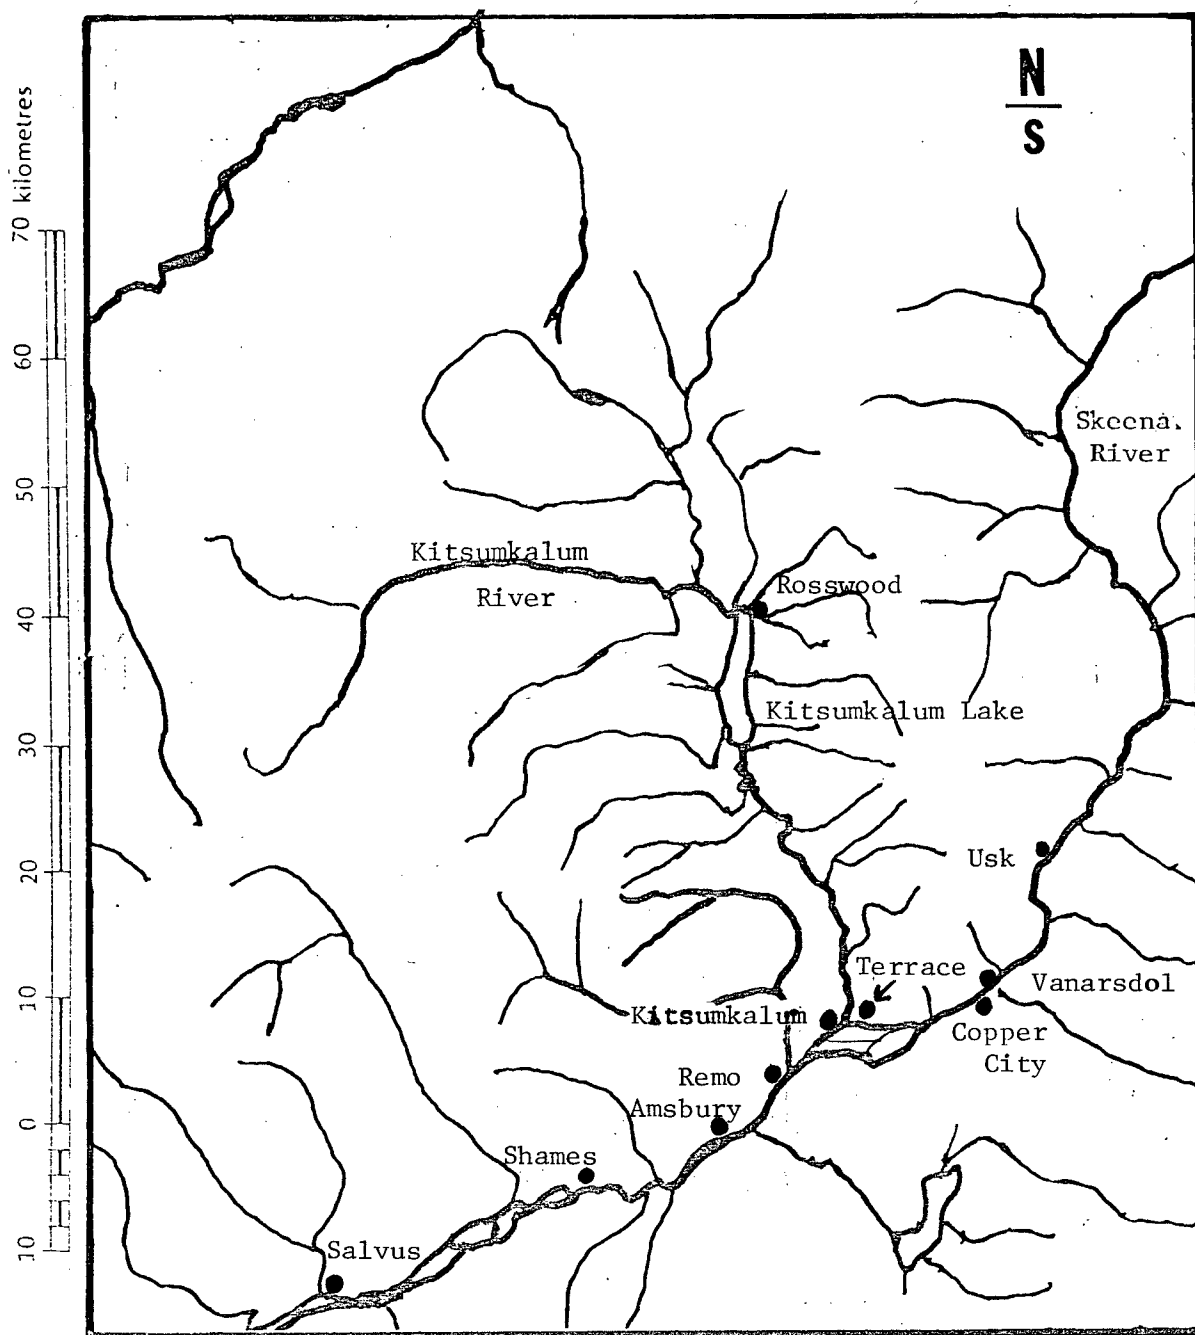 N
S
70 kilometres
60
50
40
30
20
10
0
10
Skeena.
River
Kitsumkalum
River
Rosswood
Kitsumkalum Lake
Usk
Terrace
Vanarsdol
Kitsumkalum
Copper
City
Remo
Amsbury
Shames
Salvus